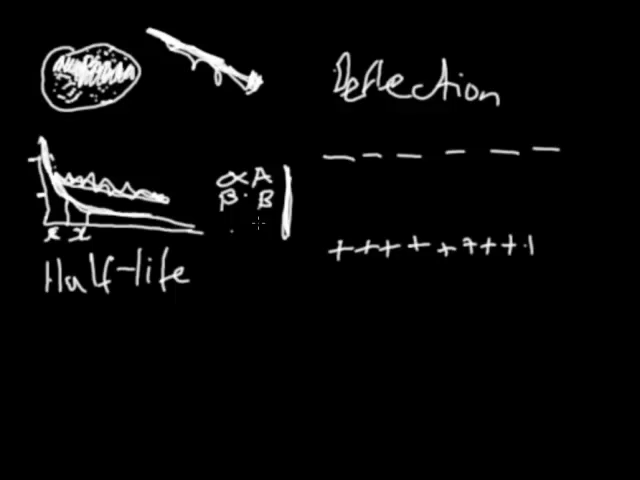 Deflection
— — — — — —
α A
β B
x x
+ + + + + + + +
Half-life